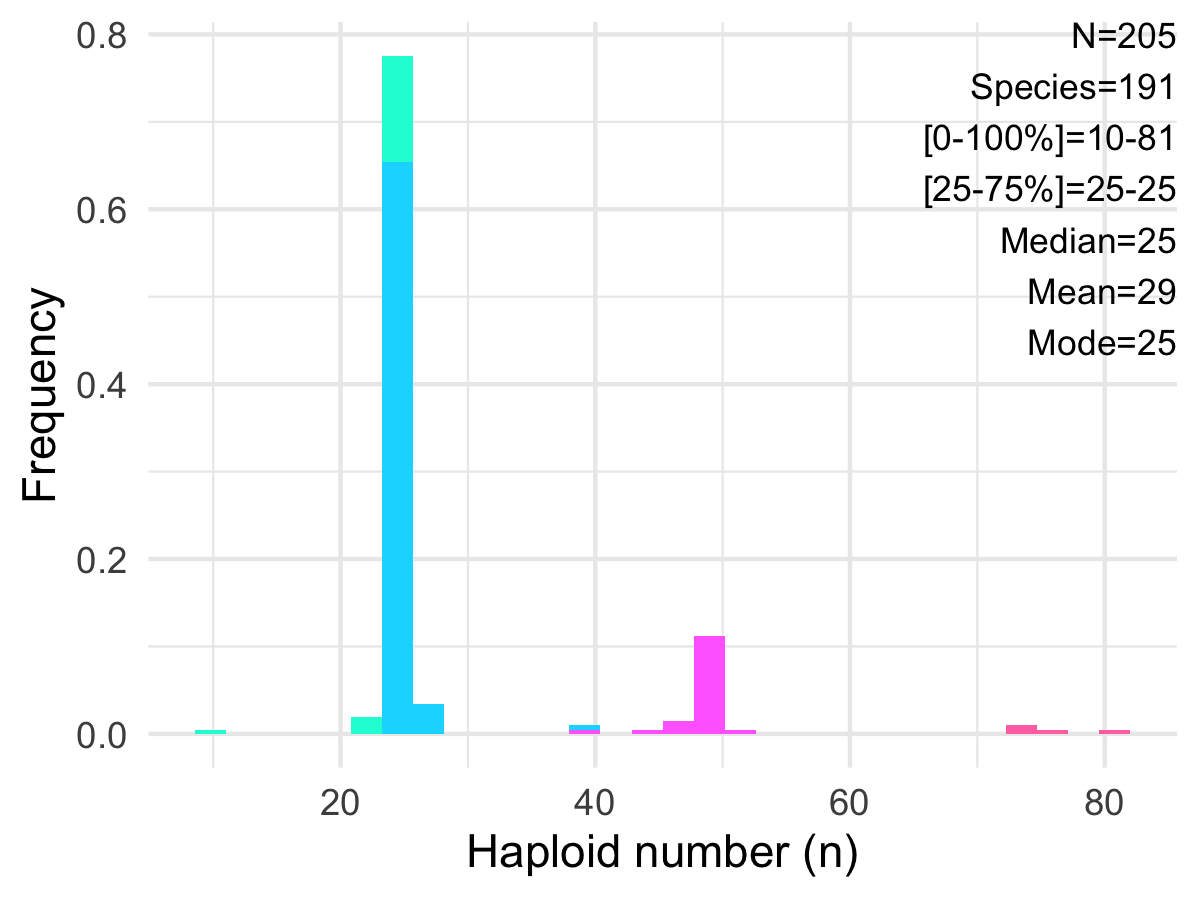 0.8
0.6
0.4
0.2
0.0
Frequency
N=205
Species=191
[0-100%]=10-81
[25-75%]=25-25
Median=25
Mean=29
Mode=25
20 40 60 80
Haploid number (n)